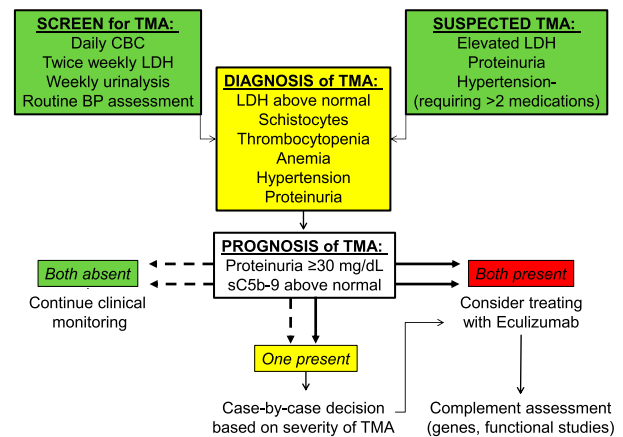 SCREEN for TMA:
Daily CBC
Twice weekly LDH
Weekly urinalysis
Routine BP assessment
SUSPECTED TMA:
Elevated LDH
Proteinuria
Hypertension-
(requiring >2 medications)
DIAGNOSIS of TMA:
LDH above normal
Schistocytes
Thrombocytopenia
Anemia
Hypertension
Proteinuria
PROGNOSIS of TMA:
Proteinuria ≥30 mg/dL
sC5b-9 above normal
Both absent
Continue clinical
monitoring
Both present
Consider treating
with Eculizumab
One present
Case-by-case decision
based on severity of TMA
Complement assessment
(genes, functional studies)